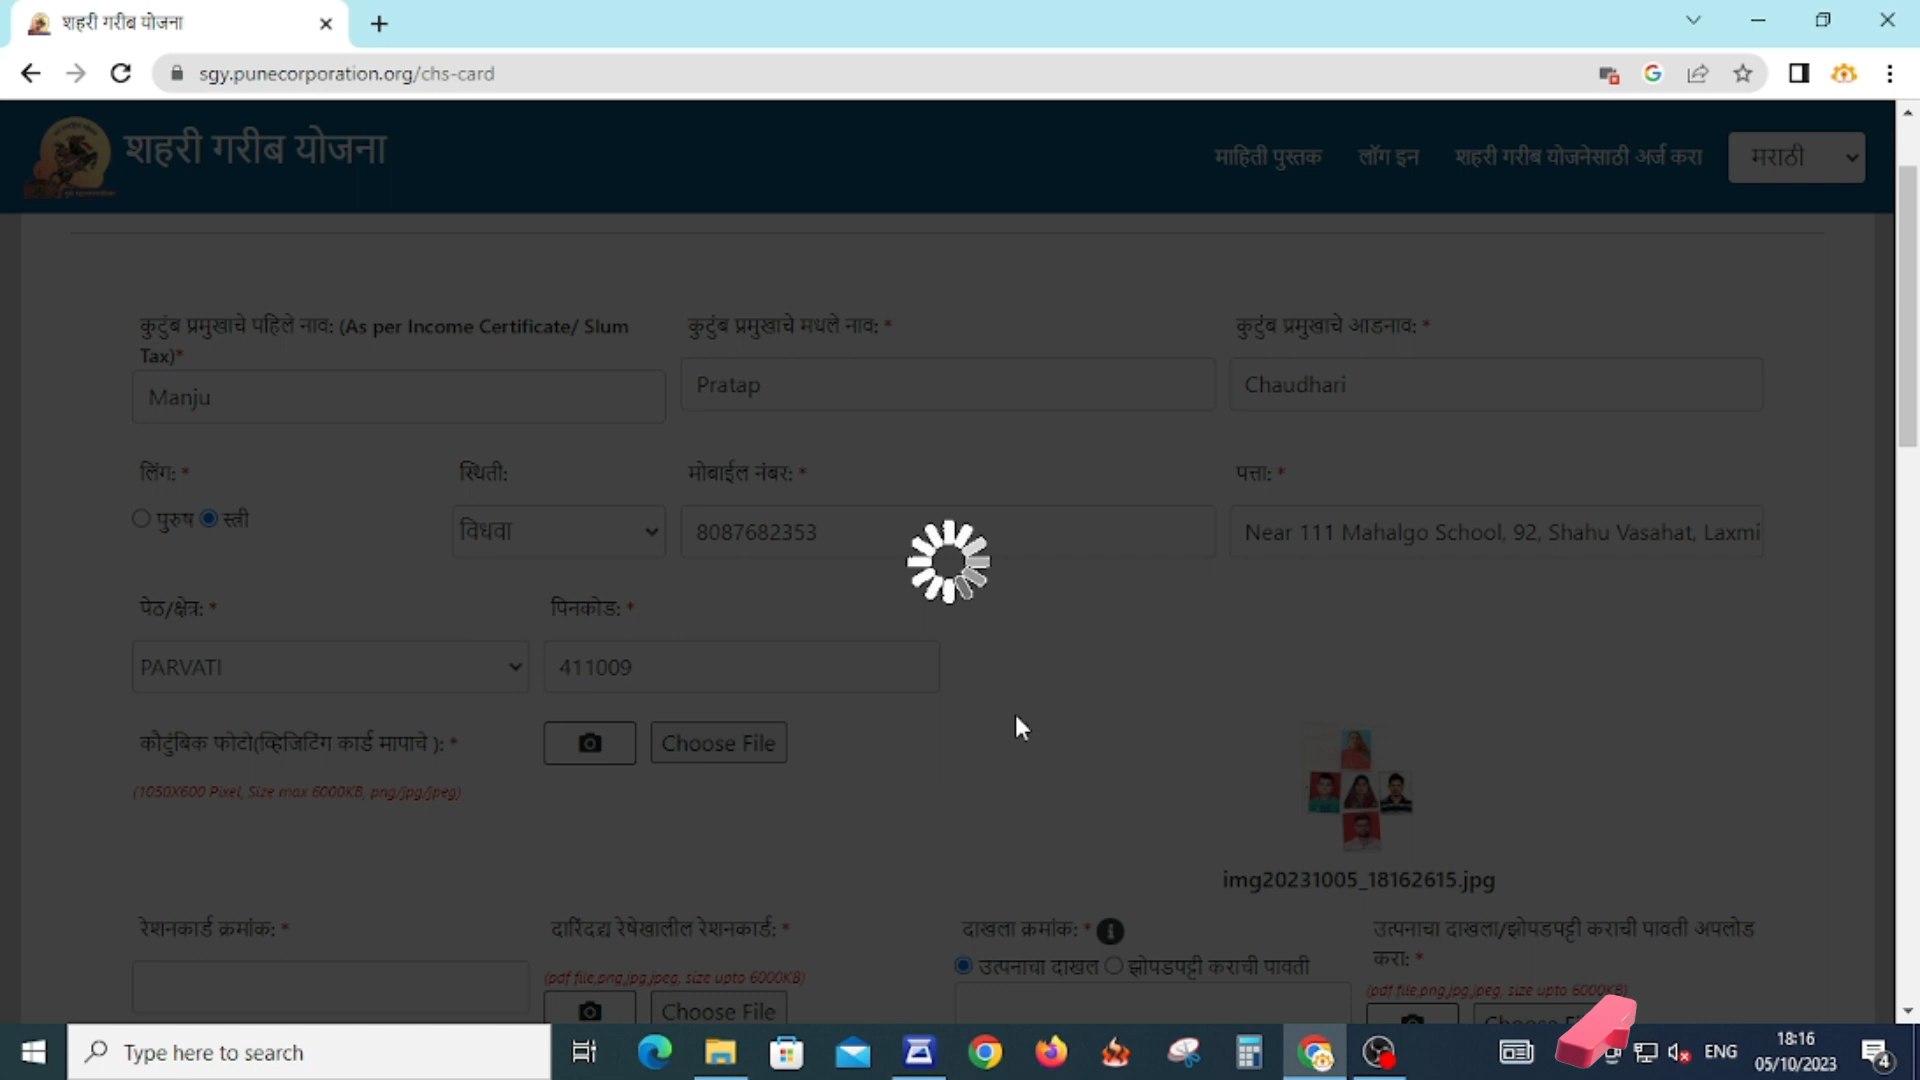 शहरी गरीब योजना
sgy.punecorporation.org/chs-card
शहरी गरीब योजना
माहिती पुस्तक
लॉग इन
शहरी गरीब योजनेसाठी अर्ज करा
मराठी
कुटुंब प्रमुखाचे पहिले नाव: (As per Income Certificate/ Slum
Tax)*
कुटुंब प्रमुखाचे मधले नाव: *
कुटुंब प्रमुखाचे आडनाव: *
Manju
Pratap
Chaudhari
लिंग: *
स्थिती:
मोबाईल नंबर: *
पत्ता: *
पुरुष स्त्री
विधवा
8087682353
Near 111 Mahalgo School, 92, Shahu Vasahat, Laxmi
पेठ/क्षेत्र: *
पिनकोड: *
PARVATI
411009
कौटुंबिक फोटो(व्हिजिटिंग कार्ड मापाचे ): *
Choose File
(1050X600 Pixel, Size max 6000KB, png/jpg/jpeg)
img20231005_18162615.jpg
रेशनकार्ड क्रमांक: *
दारिंदद्य रेषेखालील रेशनकार्ड: *
दाखला क्रमांक: *
उत्पनाचा दाखला/झोपडपट्टी कराची पावती अपलोड
करा: *
(pdf file,png,jpg,jpeg, size upto 6000KB)
उत्पनाचा दाखल झोपडपट्टी कराची पावती
(pdf file,png,jpg,jpeg, size upto 6000KB)
Choose File
Type here to search
ENG
18:16
05/10/2023
4